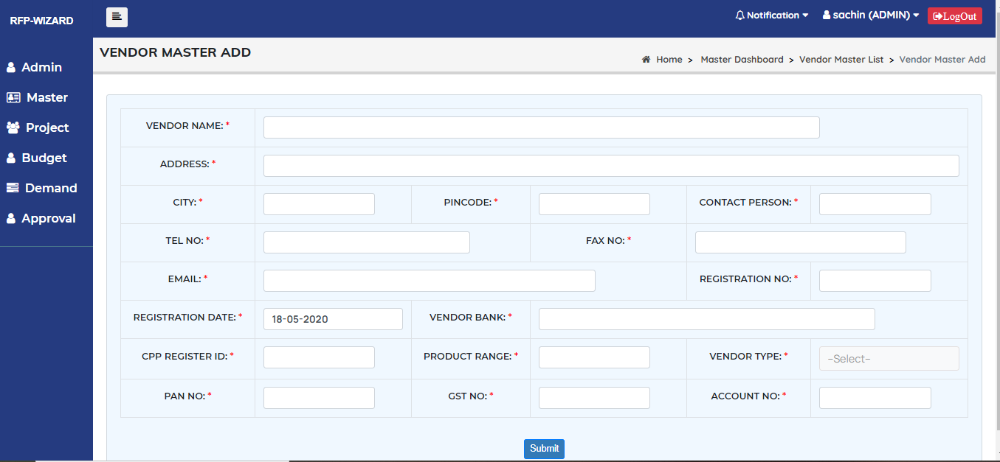 RFP-WIZARD
Notification
sachin (ADMIN)
LogOut
Admin
Master
Project
Budget
Demand
Approval
VENDOR MASTER ADD
Home > Master Dashboard > Vendor Master List > Vendor Master Add
VENDOR NAME: *
ADDRESS: *
CITY: * PINCODE: * CONTACT PERSON: *
TEL NO: * FAX NO: *
EMAIL: * REGISTRATION NO: *
REGISTRATION DATE: * 18-05-2020 VENDOR BANK: *
CPP REGISTER ID: * PRODUCT RANGE: * VENDOR TYPE: * --Select--
PAN NO: * GST NO: * ACCOUNT NO: *
Submit